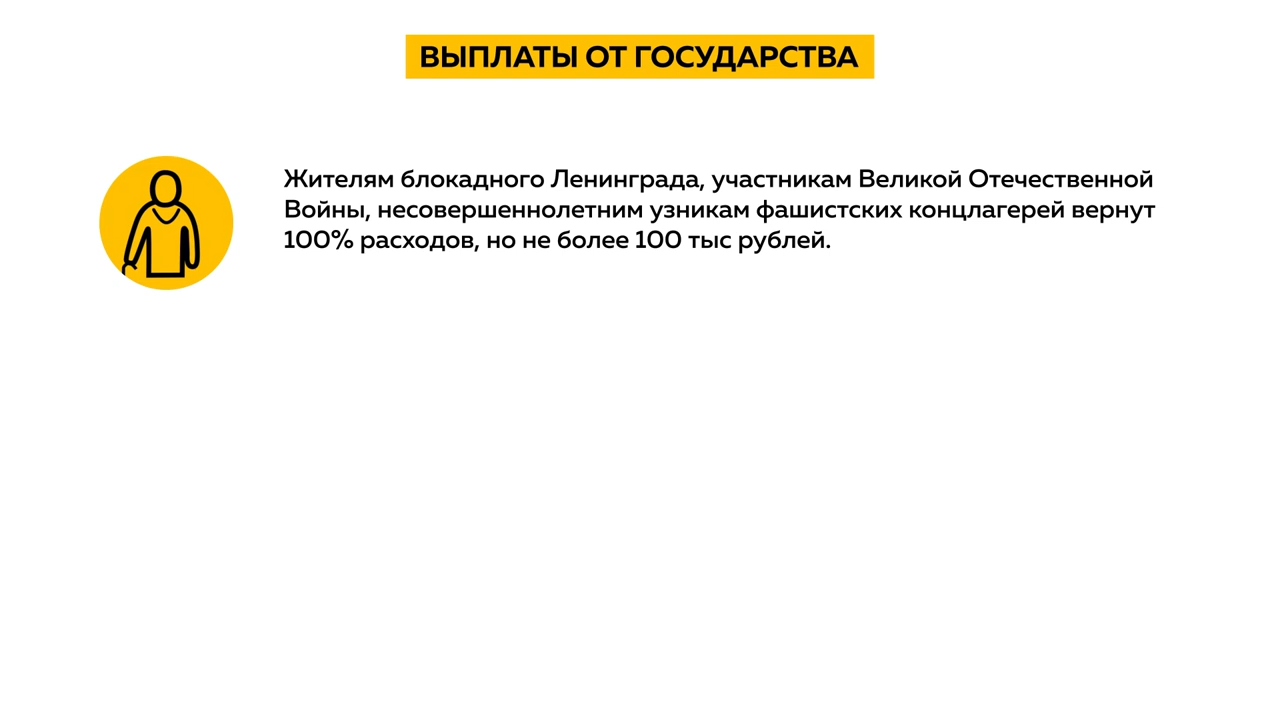 ВЫПЛАТЫ ОТ ГОСУДАРСТВА
Жителям блокадного Ленинграда, участникам Великой Отечественной
Войны, несовершеннолетним узникам фашистских концлагерей вернут
100% расходов, но не более 100 тыс рублей.